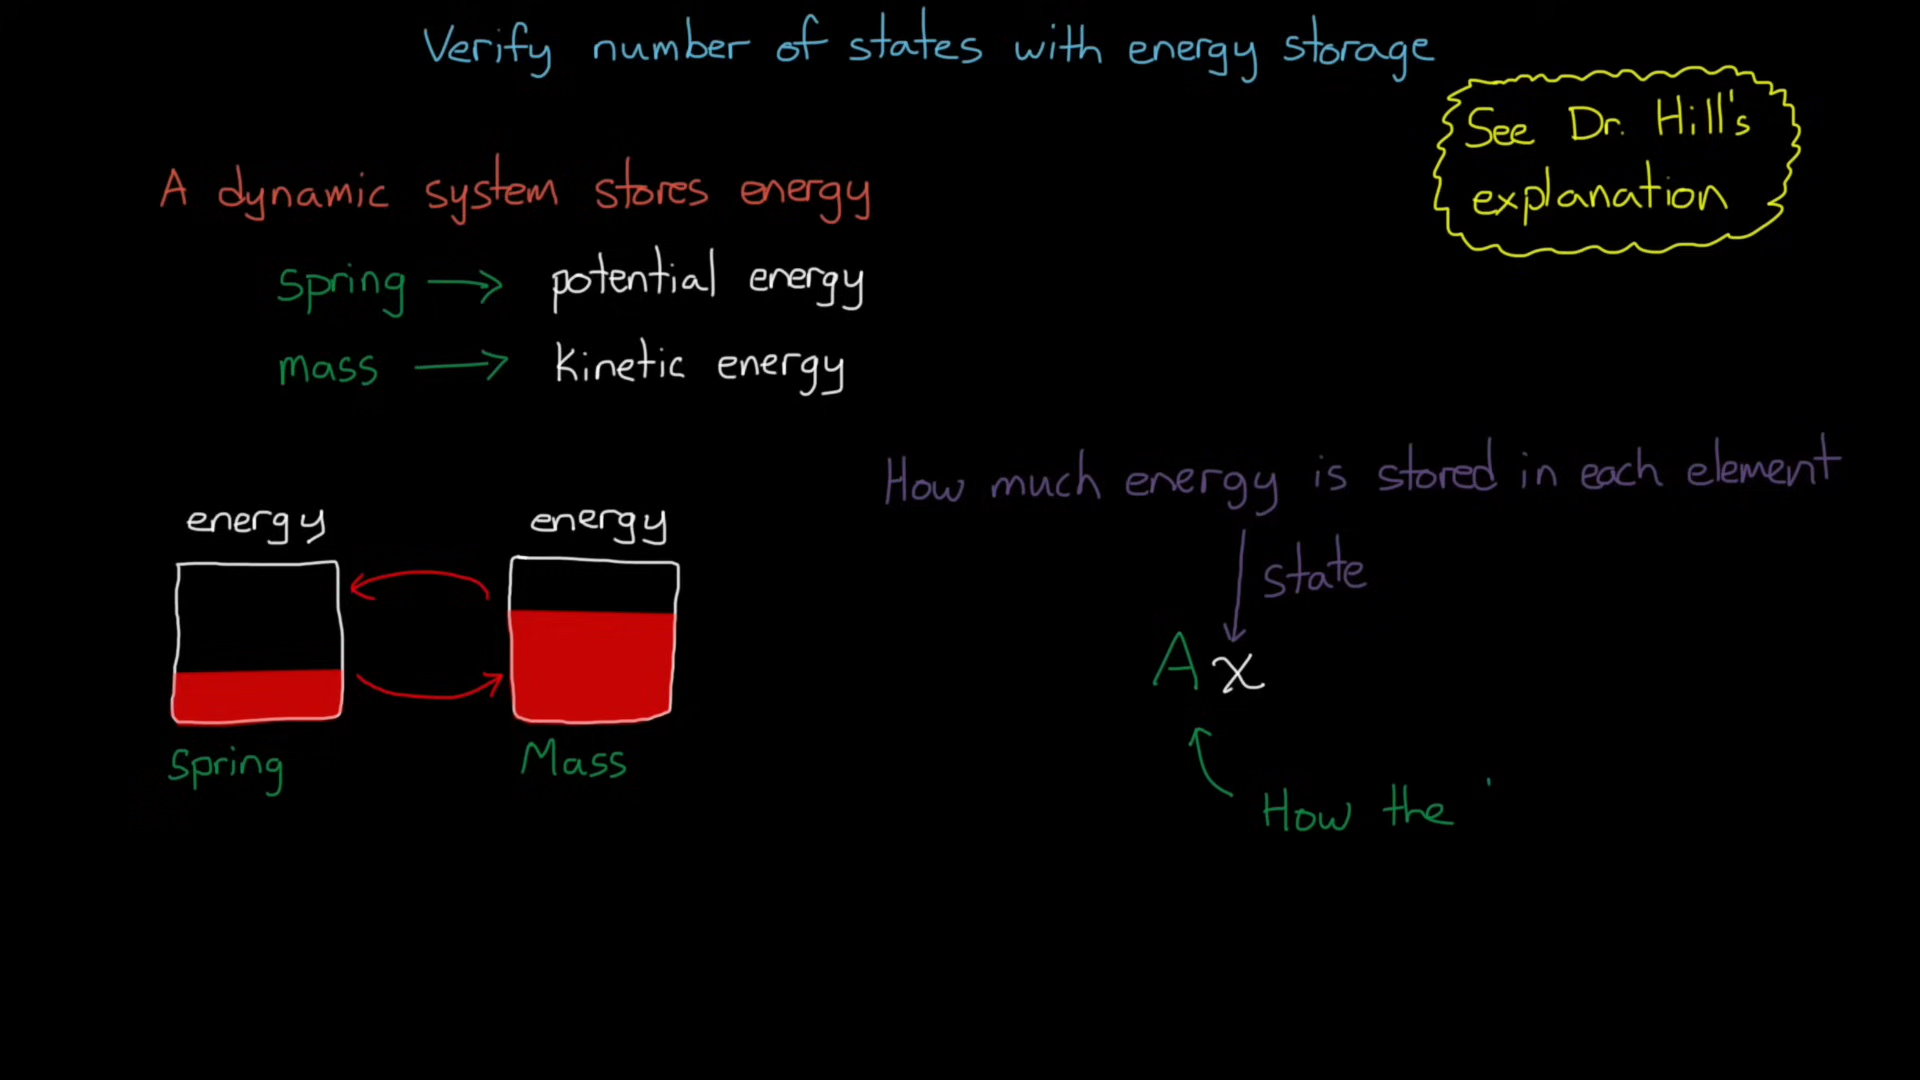 Verify number of states with energy storage
See Dr. Hill's
explanation
A dynamic system stores energy
spring → potential energy
mass → kinetic energy
How much energy is stored in each element
energy
energy
state
A x
Spring
Mass
How the '